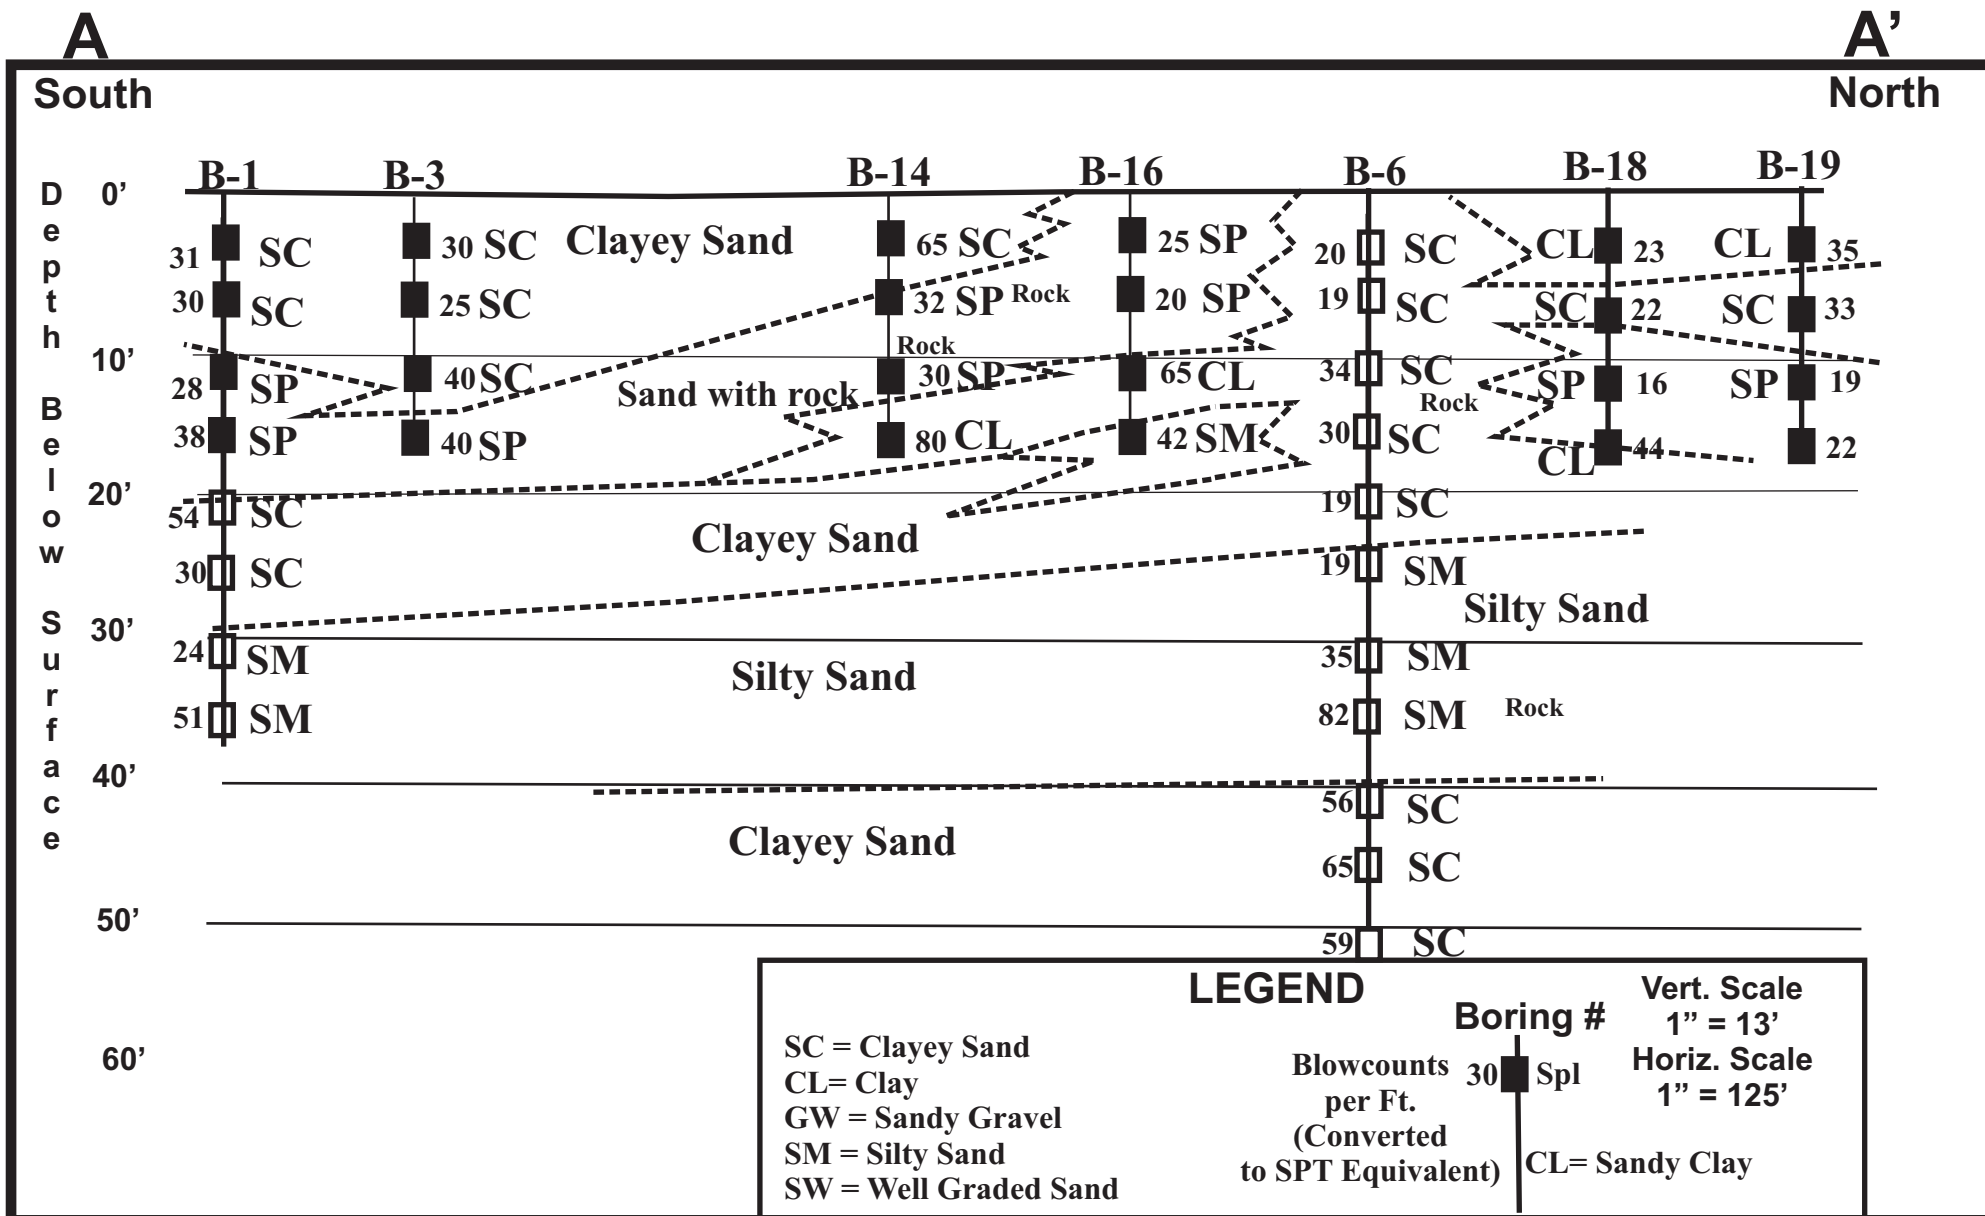 A
A’
South
North
B-1
B-3
B-14
B-16
B-6
B-18
B-19
Depth Below Surface
0’
10’
20’
30’
40’
50’
60’
31 SC
30 SC
28 SP
38 SP
54 SC
30 SC
24 SM
51 SM
30 SC
25 SC
40 SC
40 SP
Clayey Sand
65 SC
32 SP Rock
Rock
30 SP
80 CL
Sand with rock
25 SP
20 SP
65 CL
42 SM
20 SC
19 SC
34 SC
Rock
30 SC
19 SC
19 SM
35 SM
82 SM Rock
56 SC
65 SC
59 SC
CL 23
SC 22
SP 16
CL 44
CL 35
SC 33
SP 19
22
Clayey Sand
Silty Sand
Silty Sand
Clayey Sand
LEGEND
SC = Clayey Sand
CL= Clay
GW = Sandy Gravel
SM = Silty Sand
SW = Well Graded Sand
Boring #
Blowcounts
per Ft.
(Converted
to SPT Equivalent)
30 Spl
CL= Sandy Clay
Vert. Scale
1” = 13’
Horiz. Scale
1” = 125’